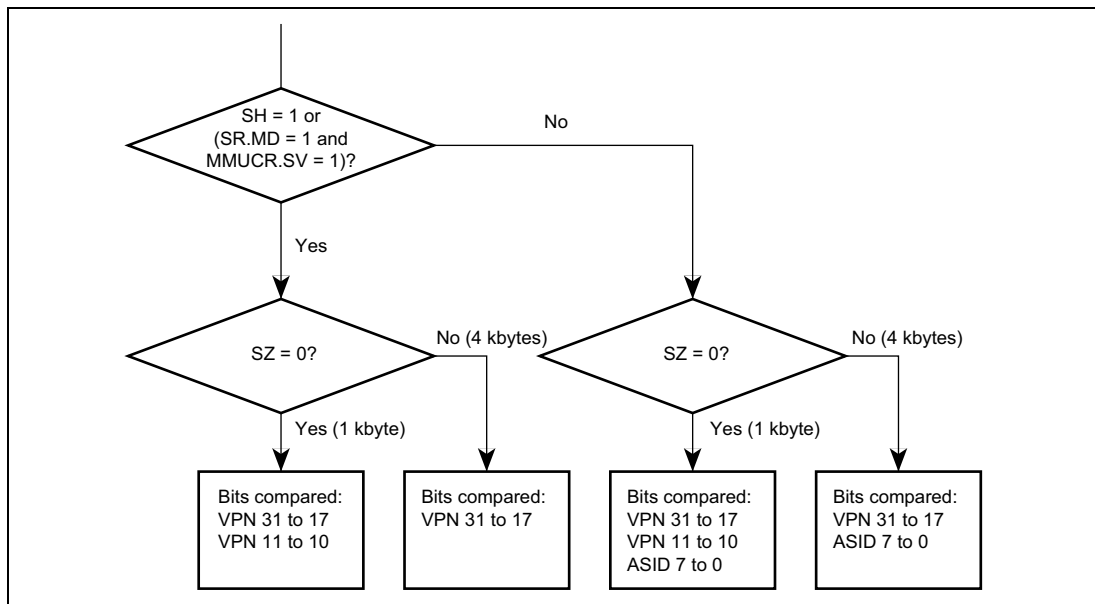 SH = 1 or
(SR.MD = 1 and
MMUCR.SV = 1)?
No
Yes
SZ = 0?
No (4 kbytes)
SZ = 0?
No (4 kbytes)
Yes (1 kbyte)
Yes (1 kbyte)
Bits compared:
VPN 31 to 17
VPN 11 to 10
Bits compared:
VPN 31 to 17
Bits compared:
VPN 31 to 17
VPN 11 to 10
ASID 7 to 0
Bits compared:
VPN 31 to 17
ASID 7 to 0